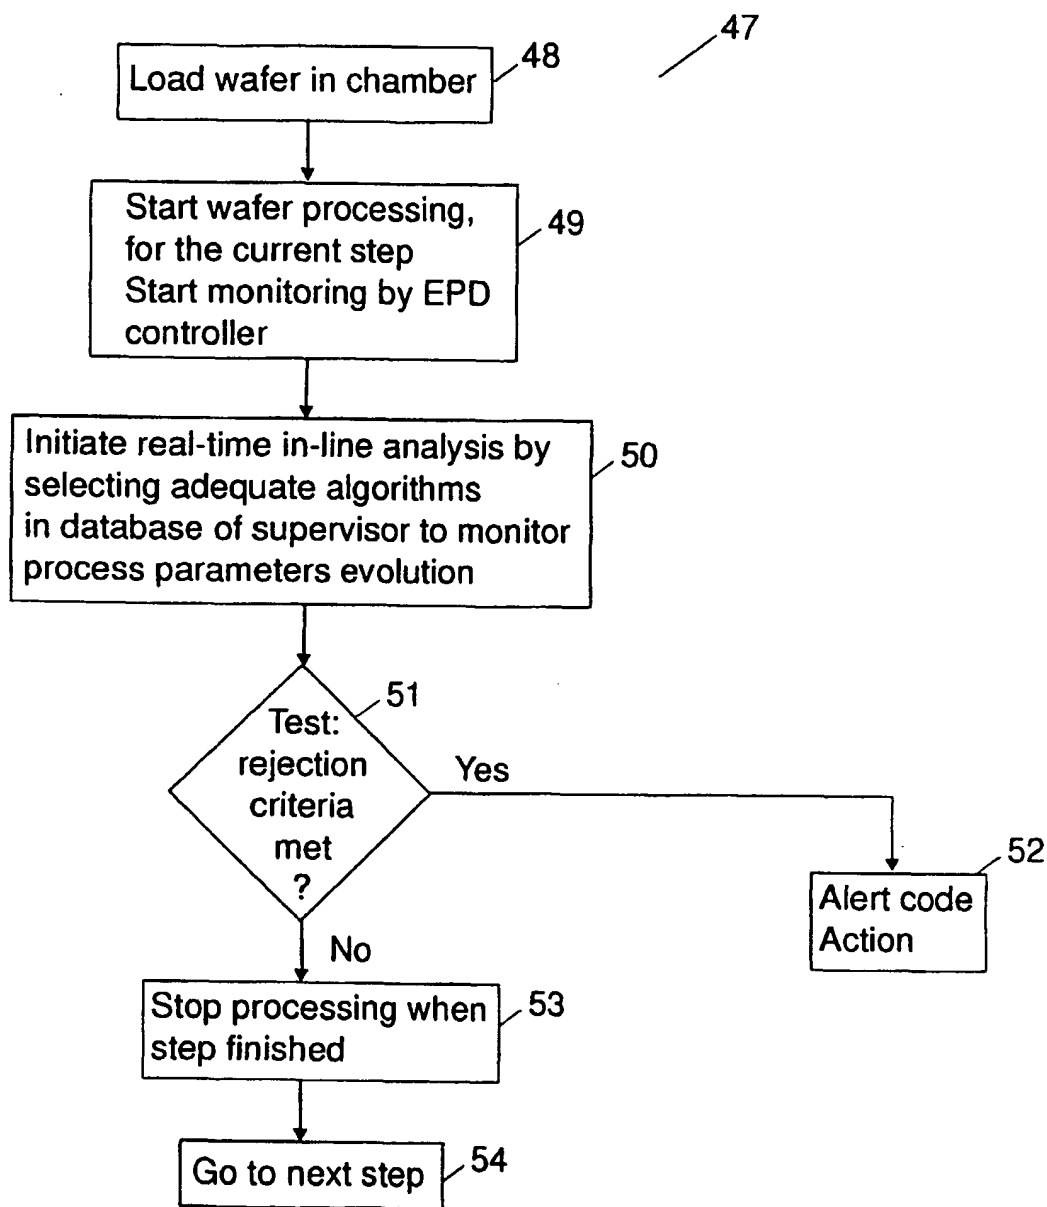 47
48
Load wafer in chamber
49
Start wafer processing,
for the current step
Start monitoring by EPD
controller
50
Initiate real-time in-line analysis by
selecting adequate algorithms
in database of supervisor to monitor
process parameters evolution
51
Test:
rejection
criteria
met
?
Yes
52
Alert code
Action
No
53
Stop processing when
step finished
54
Go to next step